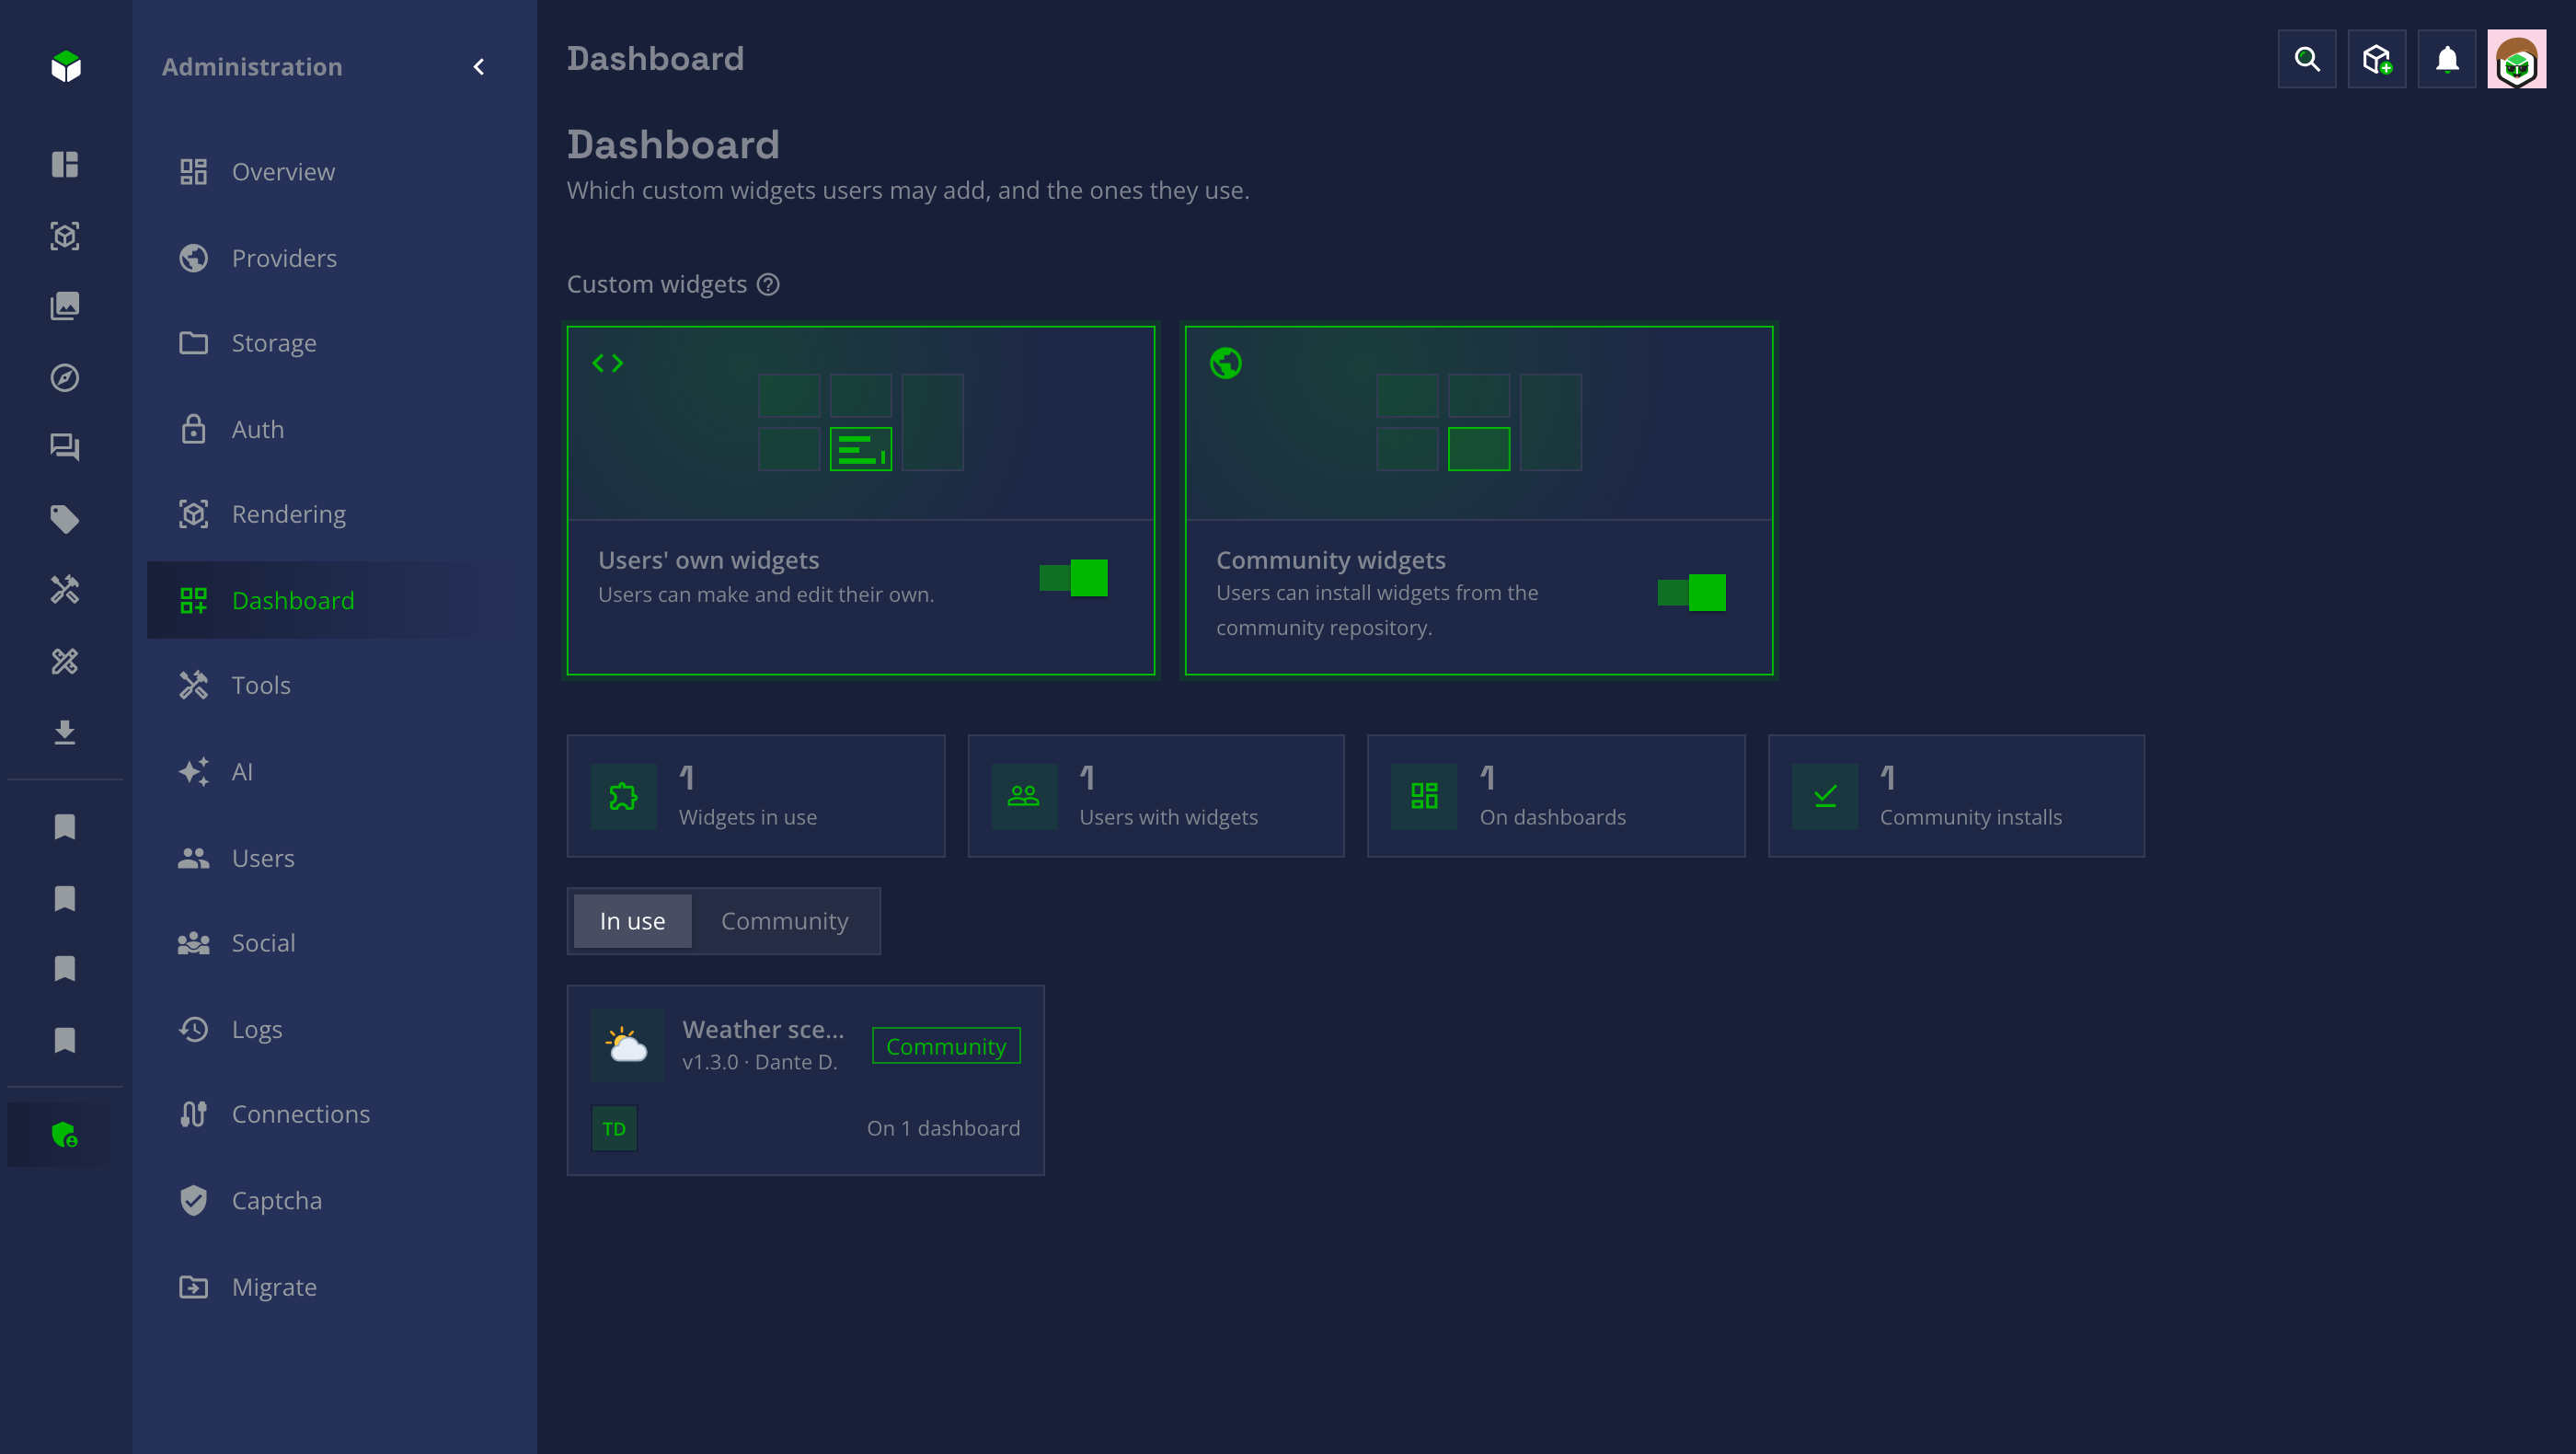 Administration
Overview
Providers
Storage
Auth
Rendering
Dashboard
Tools
AI
Users
Social
Logs
Connections
Captcha
Migrate
Dashboard
Dashboard
Which custom widgets users may add, and the ones they use.
Custom widgets
Users' own widgets
Users can make and edit their own.
Community widgets
Users can install widgets from the
community repository.
1
Widgets in use
1
Users with widgets
1
On dashboards
1
Community installs
In use
Community
Weather sce...
v1.3.0 · Dante D.
Community
TD
On 1 dashboard